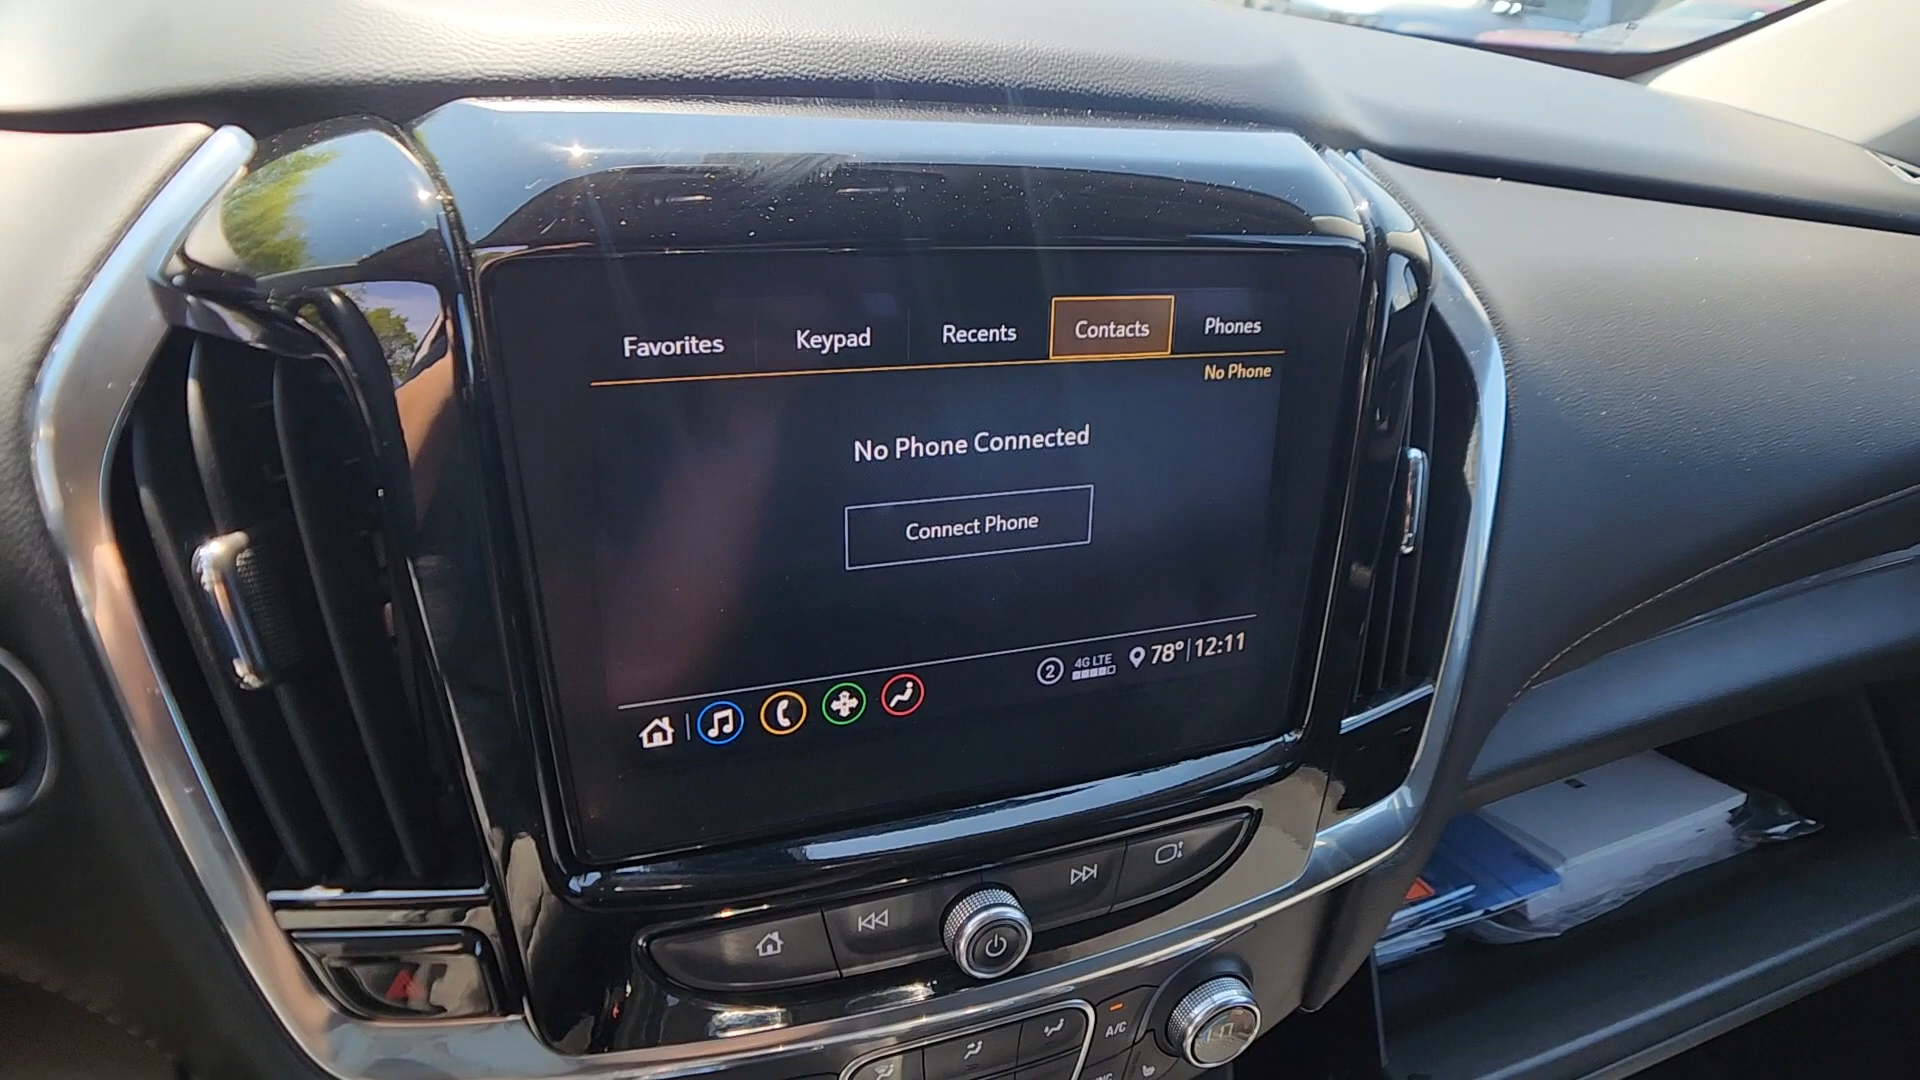 Favorites Keypad Recents Contacts Phones
No Phone
No Phone Connected
Connect Phone
2 4G LTE 78° 12:11
A/C